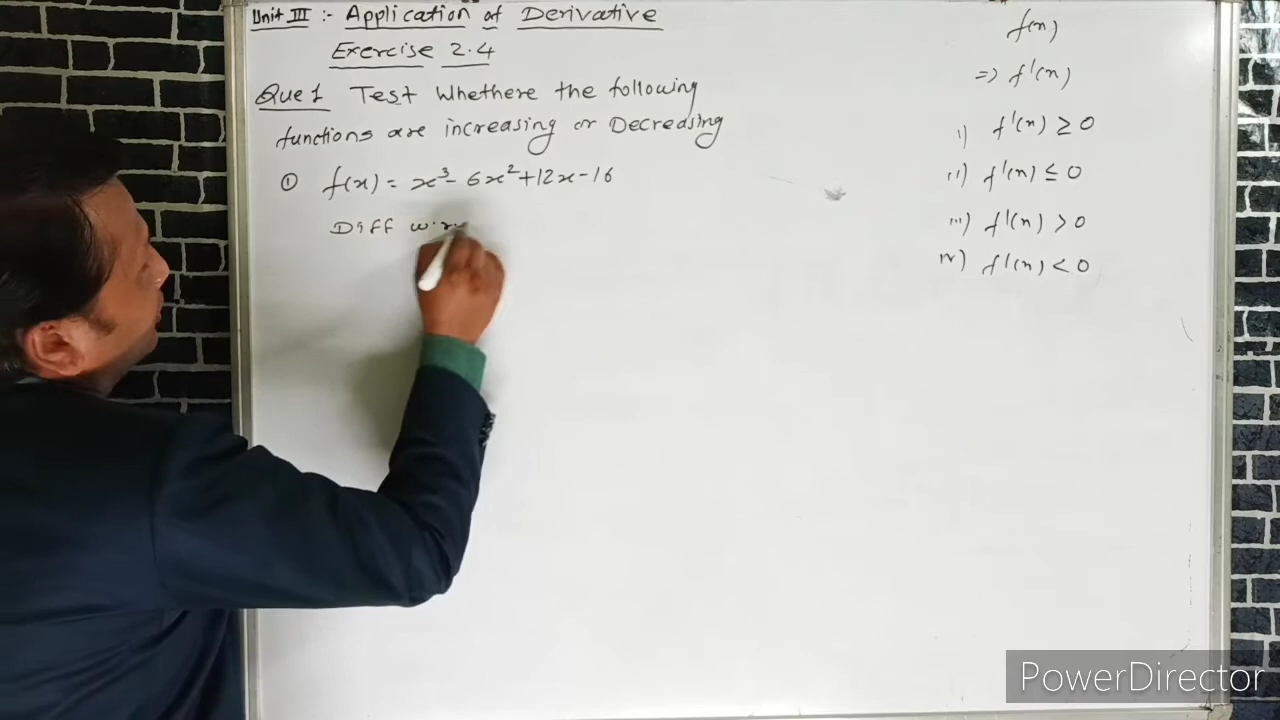 Unit III :- Application of Derivative
Exercise 2.4
Que 1 Test Whethere the following
functions are increasing or Decreasing
① f(x) = x³ - 6x² + 12x - 16
Diff w.r
f(x)
=> f'(x)
i) f'(x) ≥ 0
ii) f'(x) ≤ 0
iii) f'(x) > 0
iv) f'(x) < 0
PowerDirector